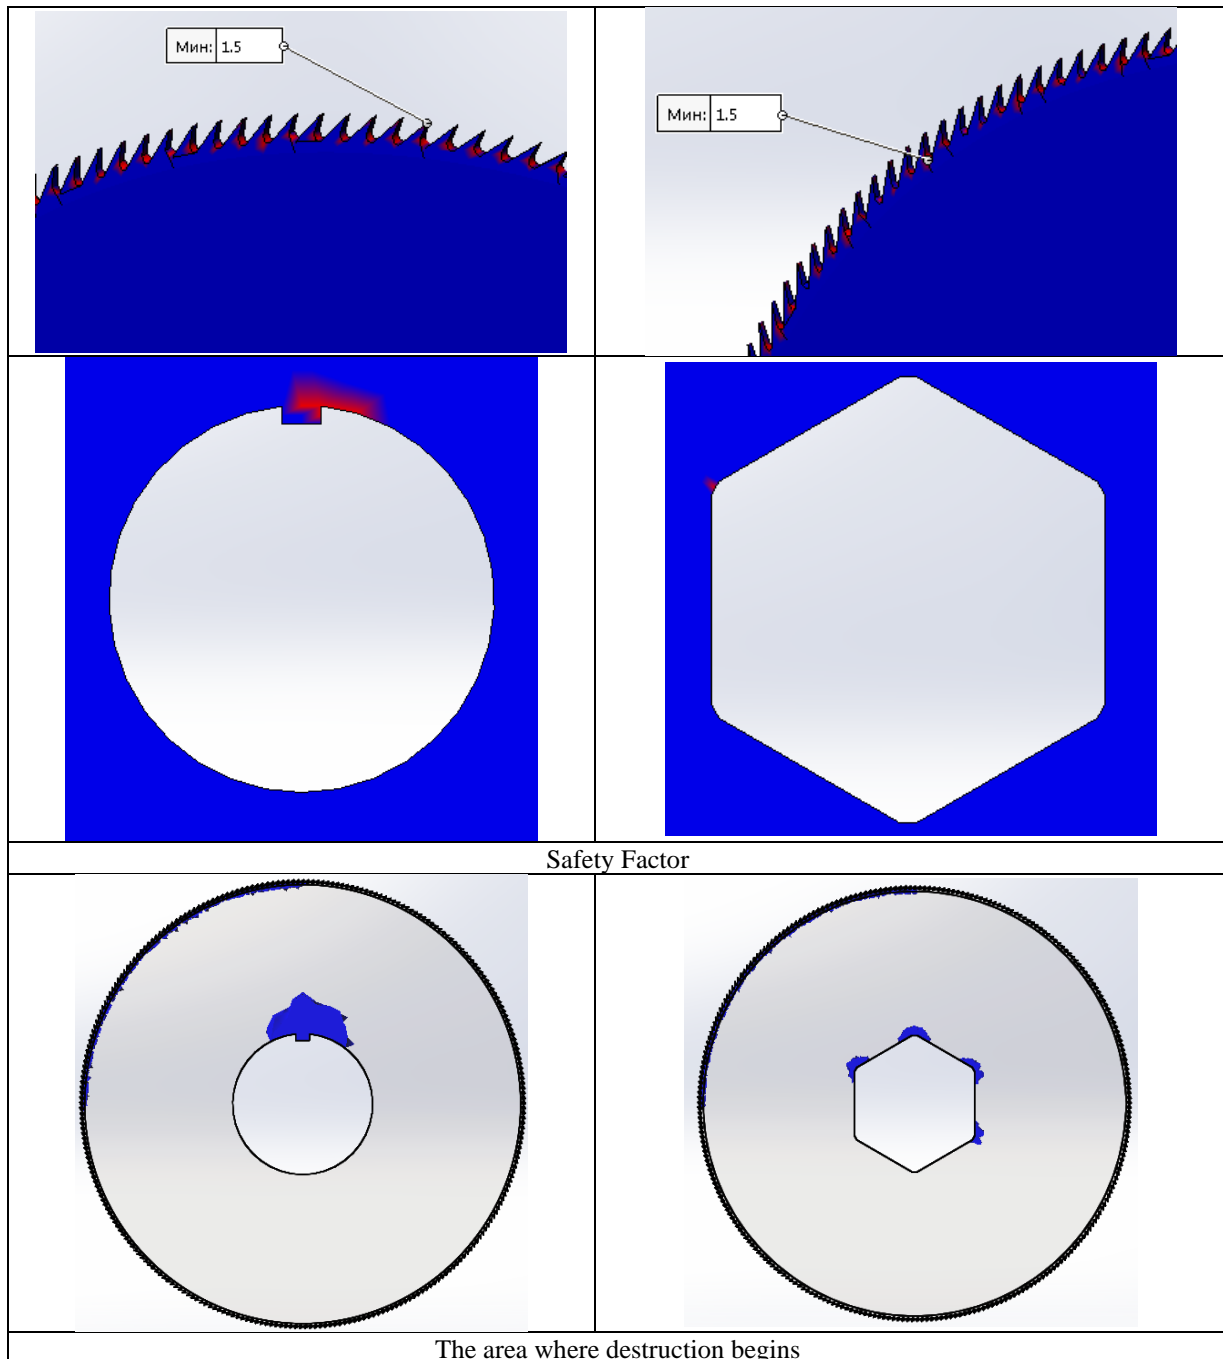 Мин: 1.5
Мин: 1.5
Safety Factor
The area where destruction begins